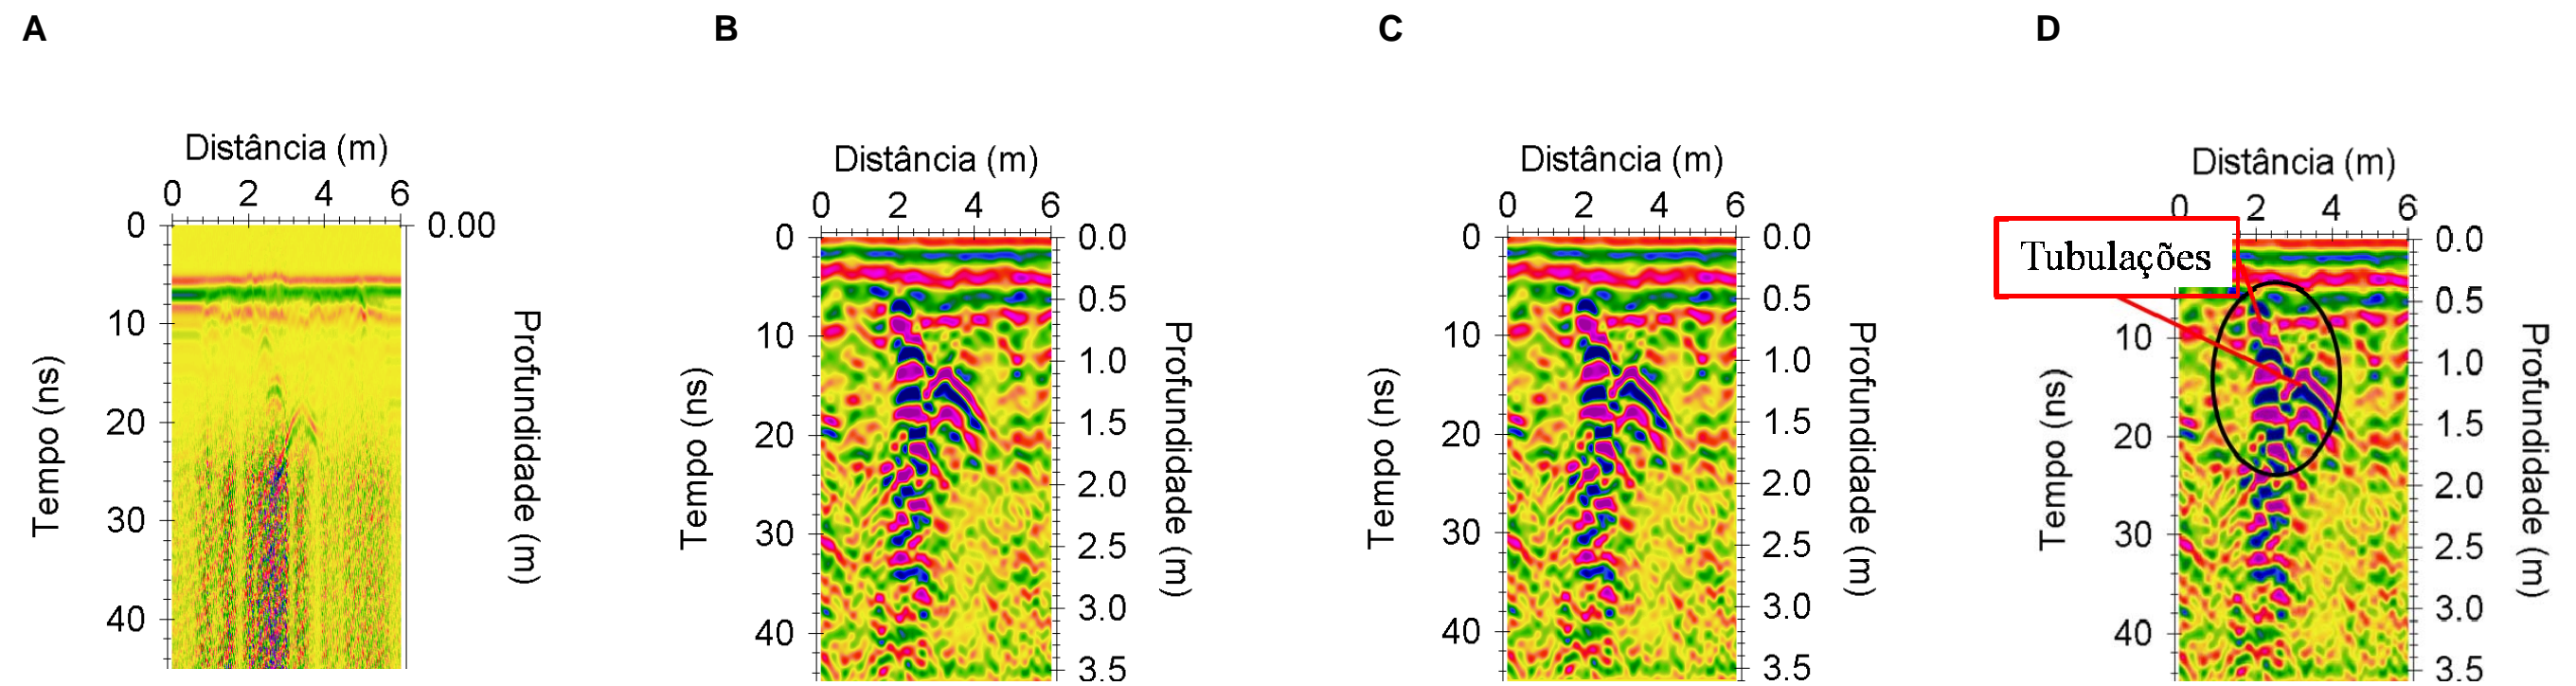 A
B
C
D
Distância (m)
0 2 4 6
0 0.00
10
20
30
40
Tempo (ns)
Profundidade (m)
Distância (m)
0 2 4 6
0 0.0
0.5
10
1.0
1.5
20
2.0
30
2.5
3.0
40
3.5
Tempo (ns)
Profundidade (m)
Distância (m)
0 2 4 6
0 0.0
0.5
10
1.0
1.5
20
2.0
30
2.5
3.0
40
3.5
Tempo (ns)
Profundidade (m)
Distância (m)
0 2 4 6
Tubulações
0.0
0.5
10
1.0
1.5
20
2.0
30
2.5
3.0
40
3.5
Tempo (ns)
Profundidade (m)